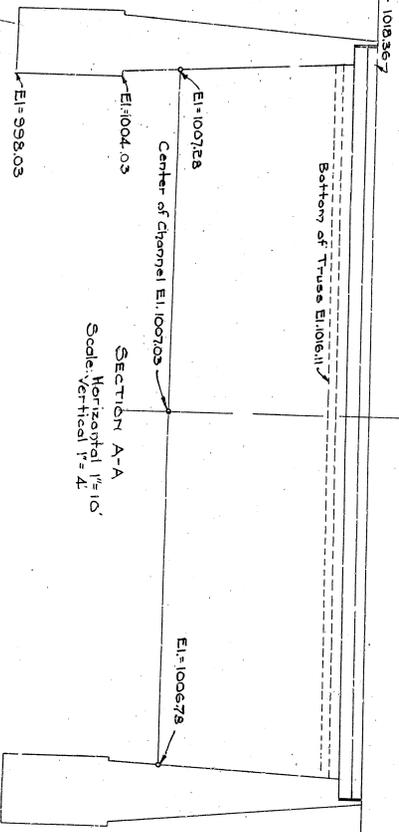 1018.36
Bottom of Truss El.1016.11
El=1007.28
Center of Channel El.1007.03
El=1004.03
El=998.03
El.=1006.78
SECTION A-A
Scale: Horizontal 1"=10'
Vertical 1"=4'